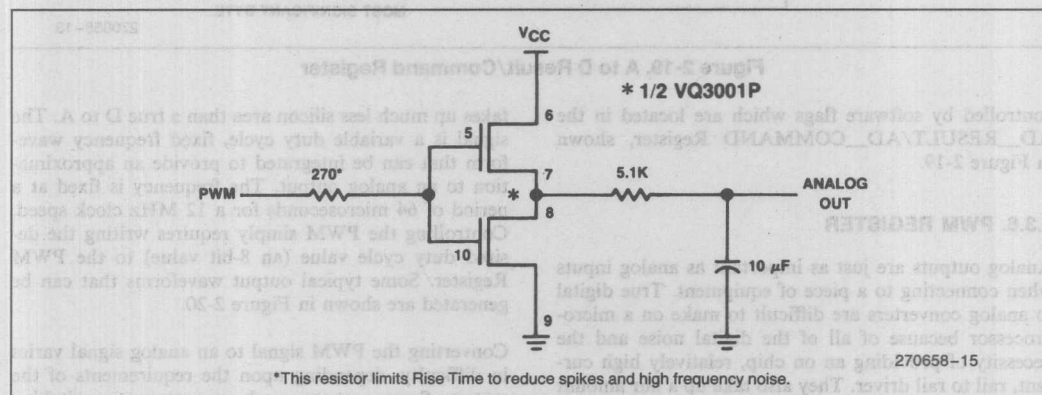 270658-13
Figure 2-19. A to D Result/Command Register
VCC
* 1/2 VQ3001P
controlled by software flags which are located in the
RESULT/AD_COMMAND Register, shown
in Figure 2-19.
takes up much less silicon area than a true D to A. The
signal is a variable duty cycle, fixed frequency wave-
form that can be integrated to provide an approxima-
tion to an analog output. The frequency is fixed at a
period of 64 microseconds for a 12 MHz clock speed.
Controlling the PWM simply requires writing the de-
duty cycle value (an 8-bit value) to the PWM
Register. Some typical output waveforms that can be
generated are shown in Figure 2-20.
Converting the PWM signal to an analog signal varies
upon the requirements of the
6
5
270*
7
5.1K
PWM
*
8
ANALOG
OUT
10
10 µF
9
PWM REGISTER
Analog outputs are just as important as analog inputs
when connecting to a piece of equipment. True digital
to analog converters are difficult to make on a micro-
processor because of all of the digital noise and the
necessity of providing an on chip, relatively high cur-
rent, rail to rail driver. They also
270658–15
*This resistor limits Rise Time to reduce spikes and high frequency noise.